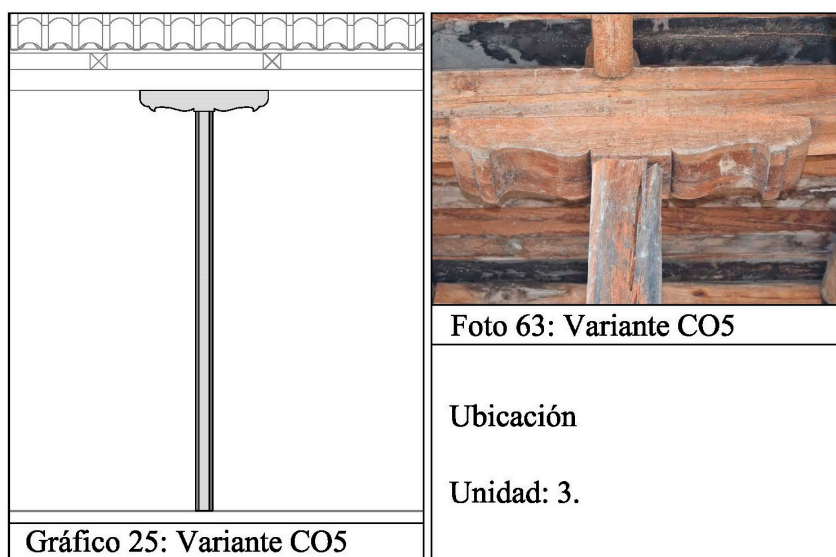 Gráfico 25: Variante CO5
Foto 63: Variante CO5
Ubicación
Unidad: 3.